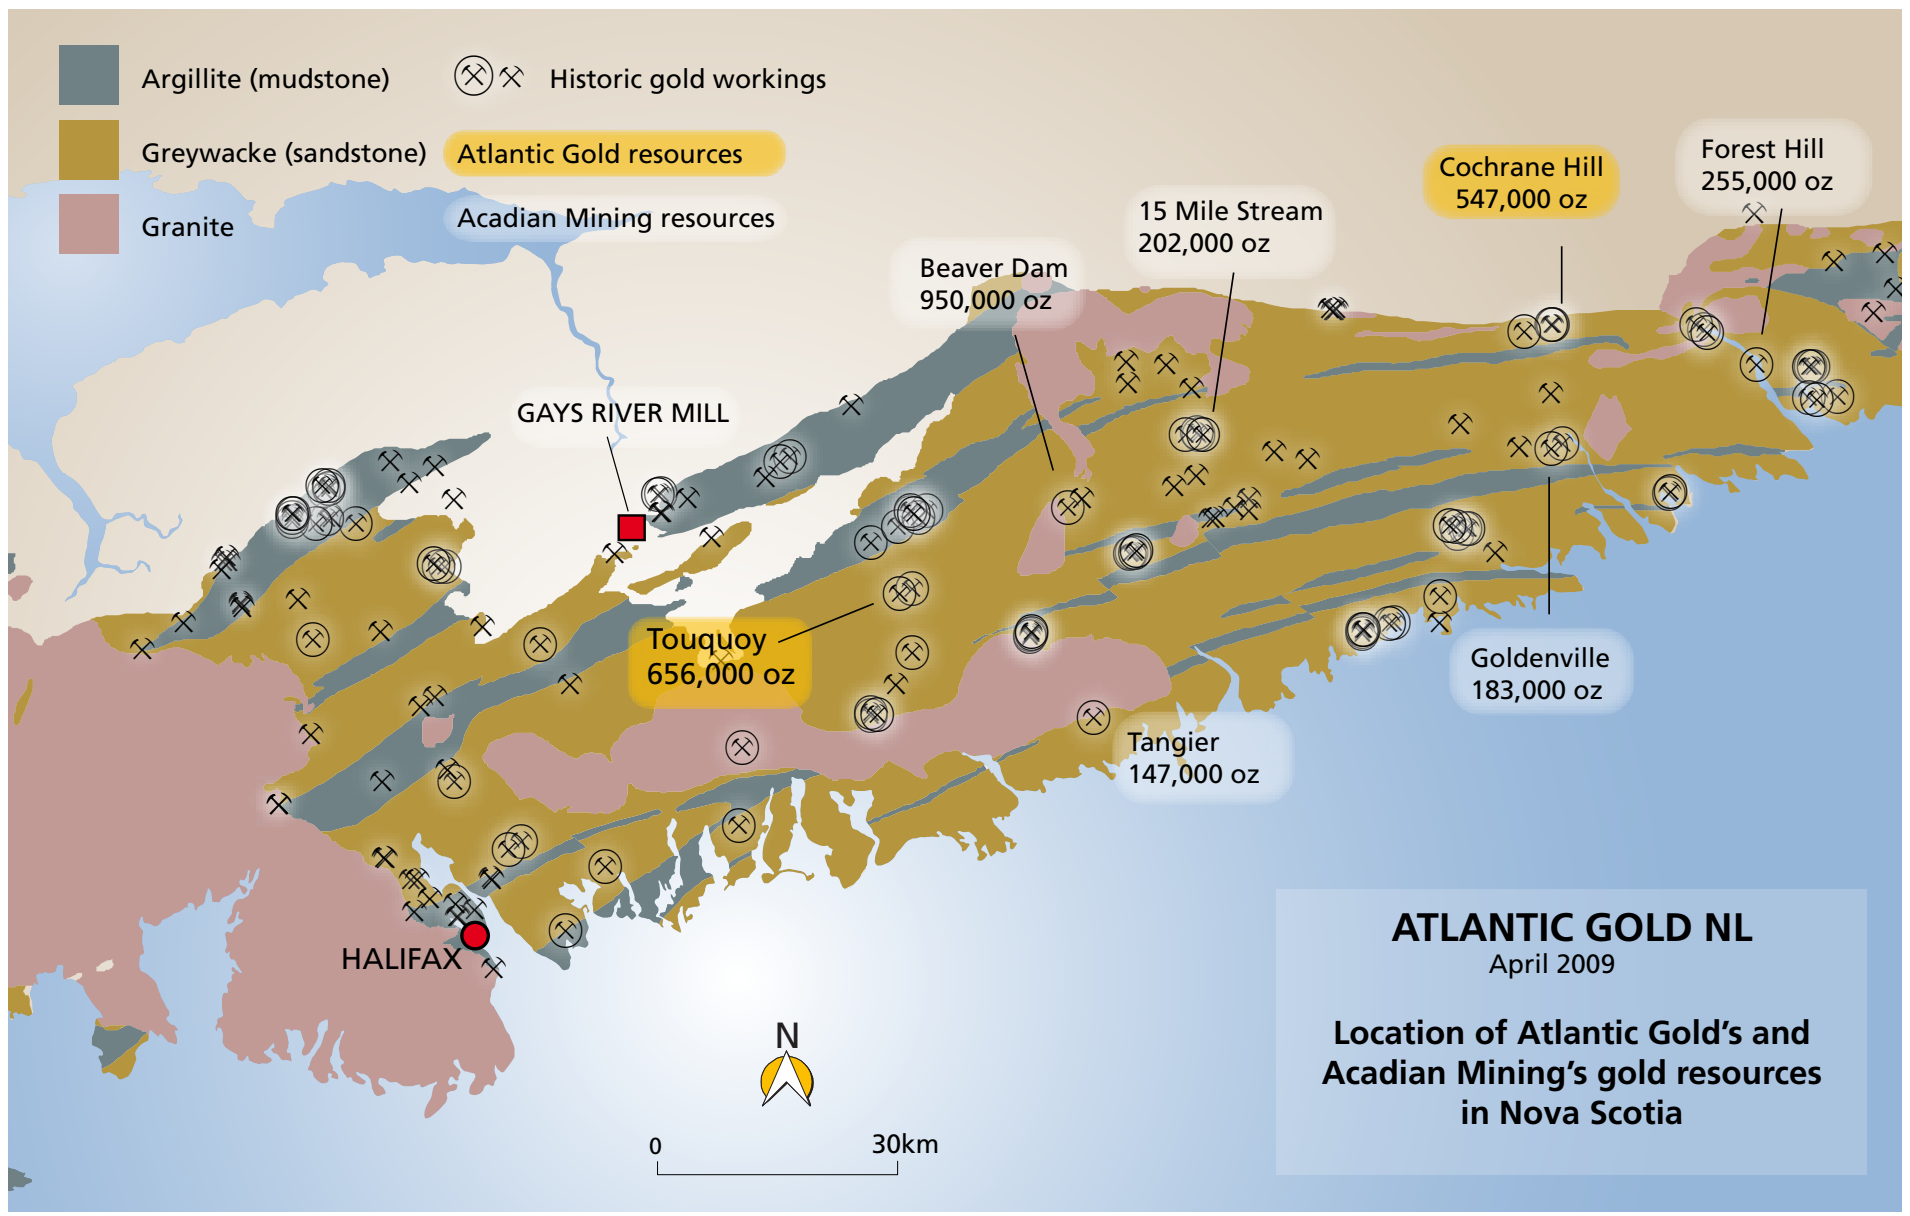 Argillite (mudstone)
Historic gold workings
Greywacke (sandstone)
Atlantic Gold resources
Granite
Acadian Mining resources
Forest Hill
255,000 oz
Cochrane Hill
547,000 oz
15 Mile Stream
202,000 oz
Beaver Dam
950,000 oz
GAYS RIVER MILL
Touquoy
656,000 oz
Goldenville
183,000 oz
Tangier
147,000 oz
HALIFAX
N
0
30km
ATLANTIC GOLD NL
April 2009
Location of Atlantic Gold’s and
Acadian Mining’s gold resources
in Nova Scotia